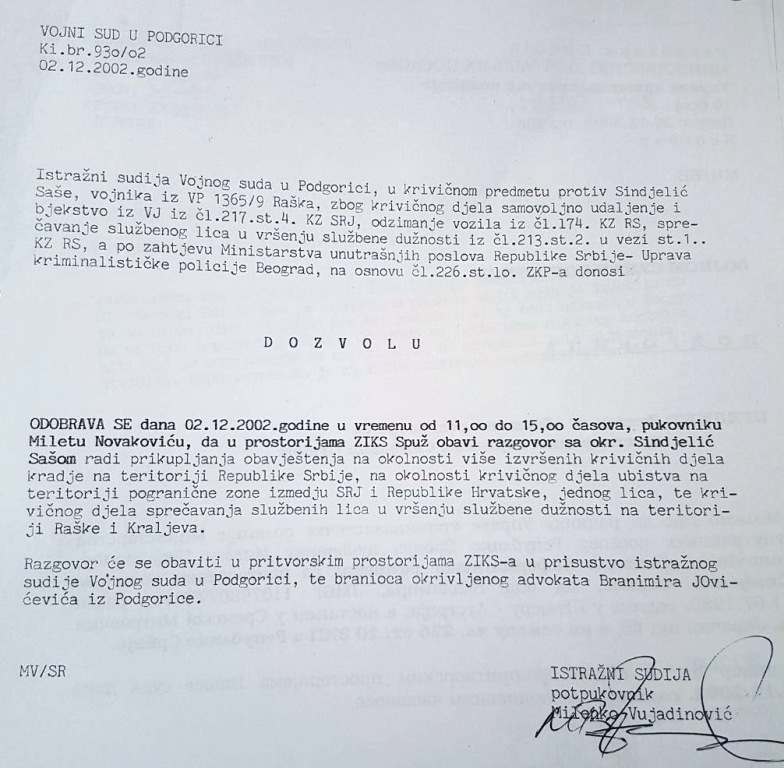 VOJNI SUD U PODGORICI
Ki.br.93o/o2
02.12.2002.godine
Istražni sudija Vojnog suda u Podgorici, u krivičnom predmetu protiv Sindjelić
Saše, vojnika iz VP 1365/9 Raška, zbog krivičnog djela samovoljno udaljenje i
bjekstvo iz VJ iz čl.217.st.4. KZ SRJ, odzimanje vozila iz čl.174. KZ RS, spre-
čavanje službenog lica u vršenju službene dužnosti iz čl.213.st.2. u vezi st.1..
KZ RS, a po zahtjevu Ministarstva unutrašnjih poslova Republike Srbije- Uprava
kriminalističke policije Beograd, na osnovu čl.226.st.lo. ZKP-a donosi
D O Z V O L U
ODOBRAVA SE dana 02.12.2002.godine u vremenu od 11,oo do 15,oo časova, pukovniku
Miletu Novakoviću, da u prostorijama ZIKS Spuž obavi razgovor sa okr. Sindjelić
Sašom radi prikupljanja obavještenja na okolnosti više izvršenih krivičnih djela
kradje na teritoriji Republike Srbije, na okolnosti krivičnog djela ubistva na
teritoriji pogranične zone izmedju SRJ i Republike Hrvatske, jednog lica, te kri-
vičnog djela sprečavanja službenih lica u vršenju službene dužnosti na teritori-
ji Raške i Kraljeva.
Razgovor će se obaviti u pritvorskim prostorijama ZIKS-a u prisustvo istražnog
sudije Vojnog suda u Podgorici, te branioca okrivljenog advokata Branimira JOvi-
ćevića iz Podgorice.
MV/SR
ISTRAŽNI SUDIJA
potpukovnik
Milenko Vujadinović